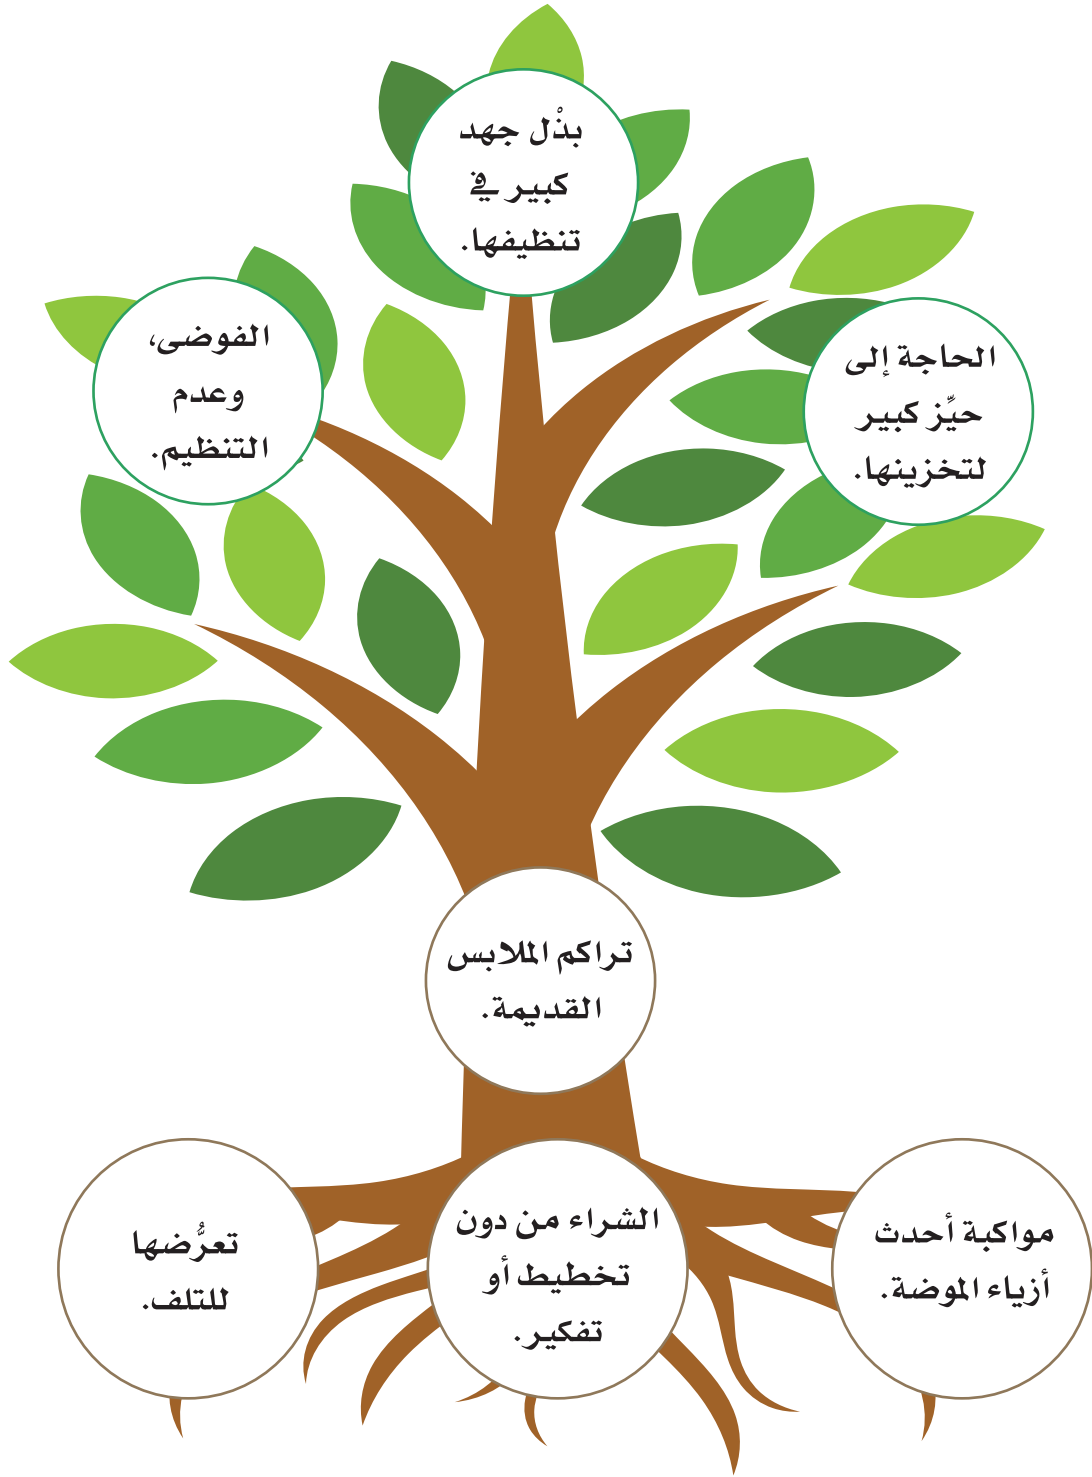 بذْل جهد
كبير في
تنظيفها.
الحاجة إلى
حيِّز كبير
لتخزينها.
الفوضى،
وعدم
التنظيم.
تراكم الملابس
القديمة.
مواكبة أحدث
أزياء الموضة.
الشراء من دون
تخطيط أو
تفكير.
تعرُّضها
للتلف.